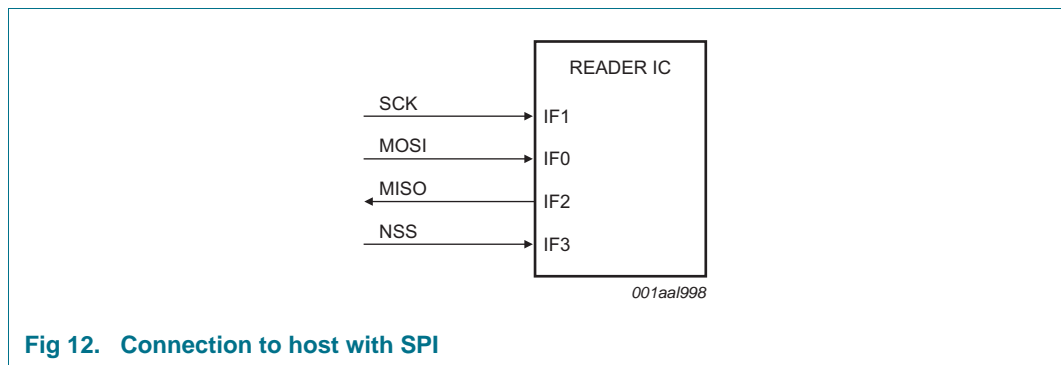 READER IC
SCK
IF1
MOSI
IF0
MISO
IF2
NSS
IF3
001aal998
Fig 12. Connection to host with SPI